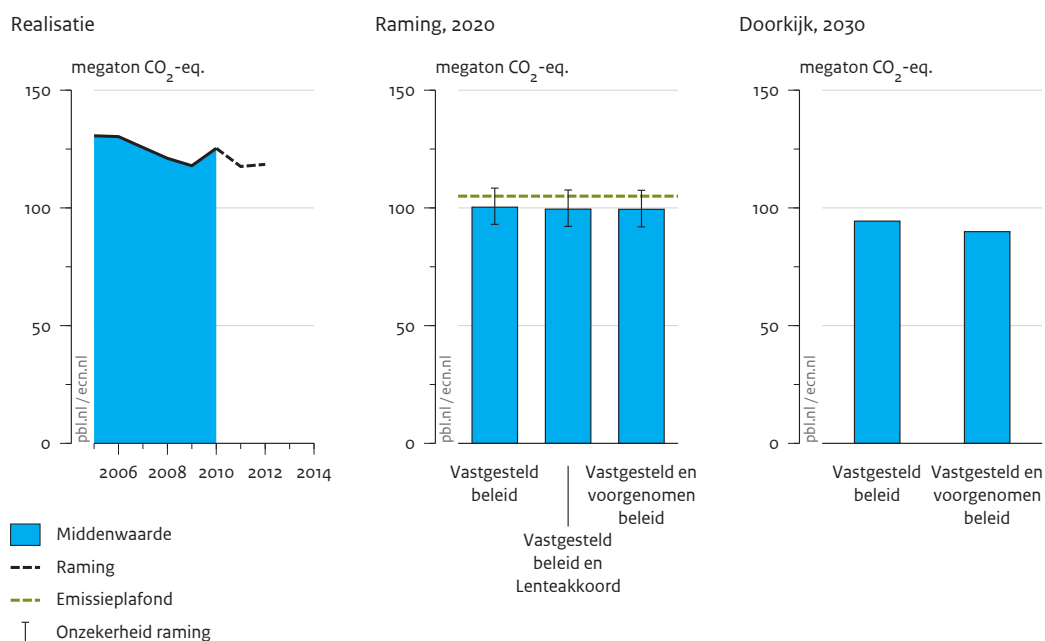 Realisatie
megaton CO₂-eq.
150
100
50
0
pbl.nl / ecn.nl
2006 2008 2010 2012 2014
Raming, 2020
megaton CO₂-eq.
150
100
50
0
pbl.nl / ecn.nl
Vastgesteld
beleid
Vastgesteld
beleid en
Lenteakkoord
Vastgesteld en
voorgenomen
beleid
Doorkijk, 2030
megaton CO₂-eq.
150
100
50
0
pbl.nl / ecn.nl
Vastgesteld
beleid
Vastgesteld en
voorgenomen
beleid
Middenwaarde
Raming
Emissieplafond
Onzekerheid raming